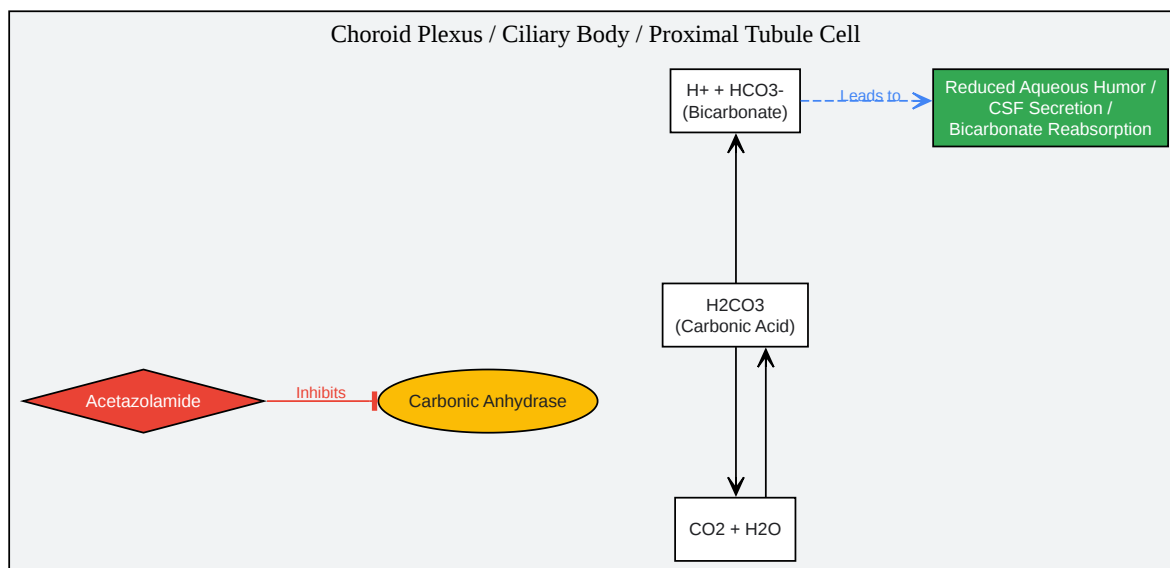 Choroid Plexus / Ciliary Body / Proximal Tubule Cell
H+ + HCO3-
(Bicarbonate)
Leads to
Reduced Aqueous Humor /
CSF Secretion /
Bicarbonate Reabsorption
H2CO3
(Carbonic Acid)
Acetazolamide
Inhibits
Carbonic Anhydrase
CO2 + H2O